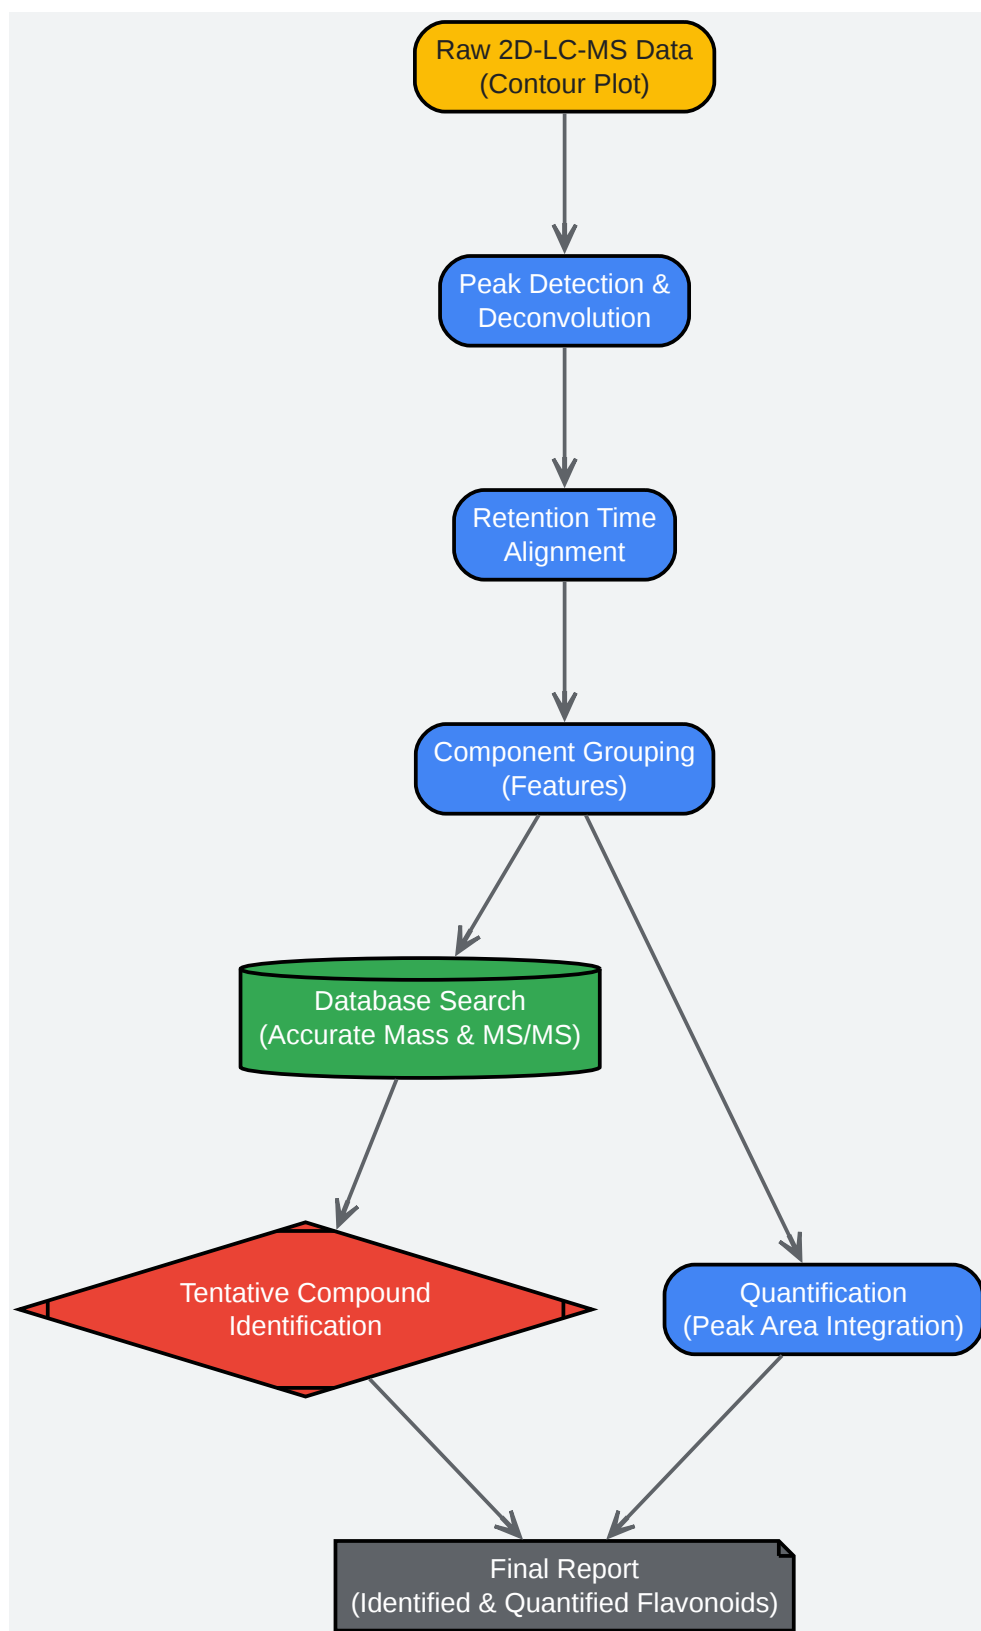 Raw 2D-LC-MS Data
(Contour Plot)
Peak Detection &
Deconvolution
Retention Time
Alignment
Component Grouping
(Features)
Database Search
(Accurate Mass & MS/MS)
Tentative Compound
Identification
Quantification
(Peak Area Integration)
Final Report
(Identified & Quantified Flavonoids)